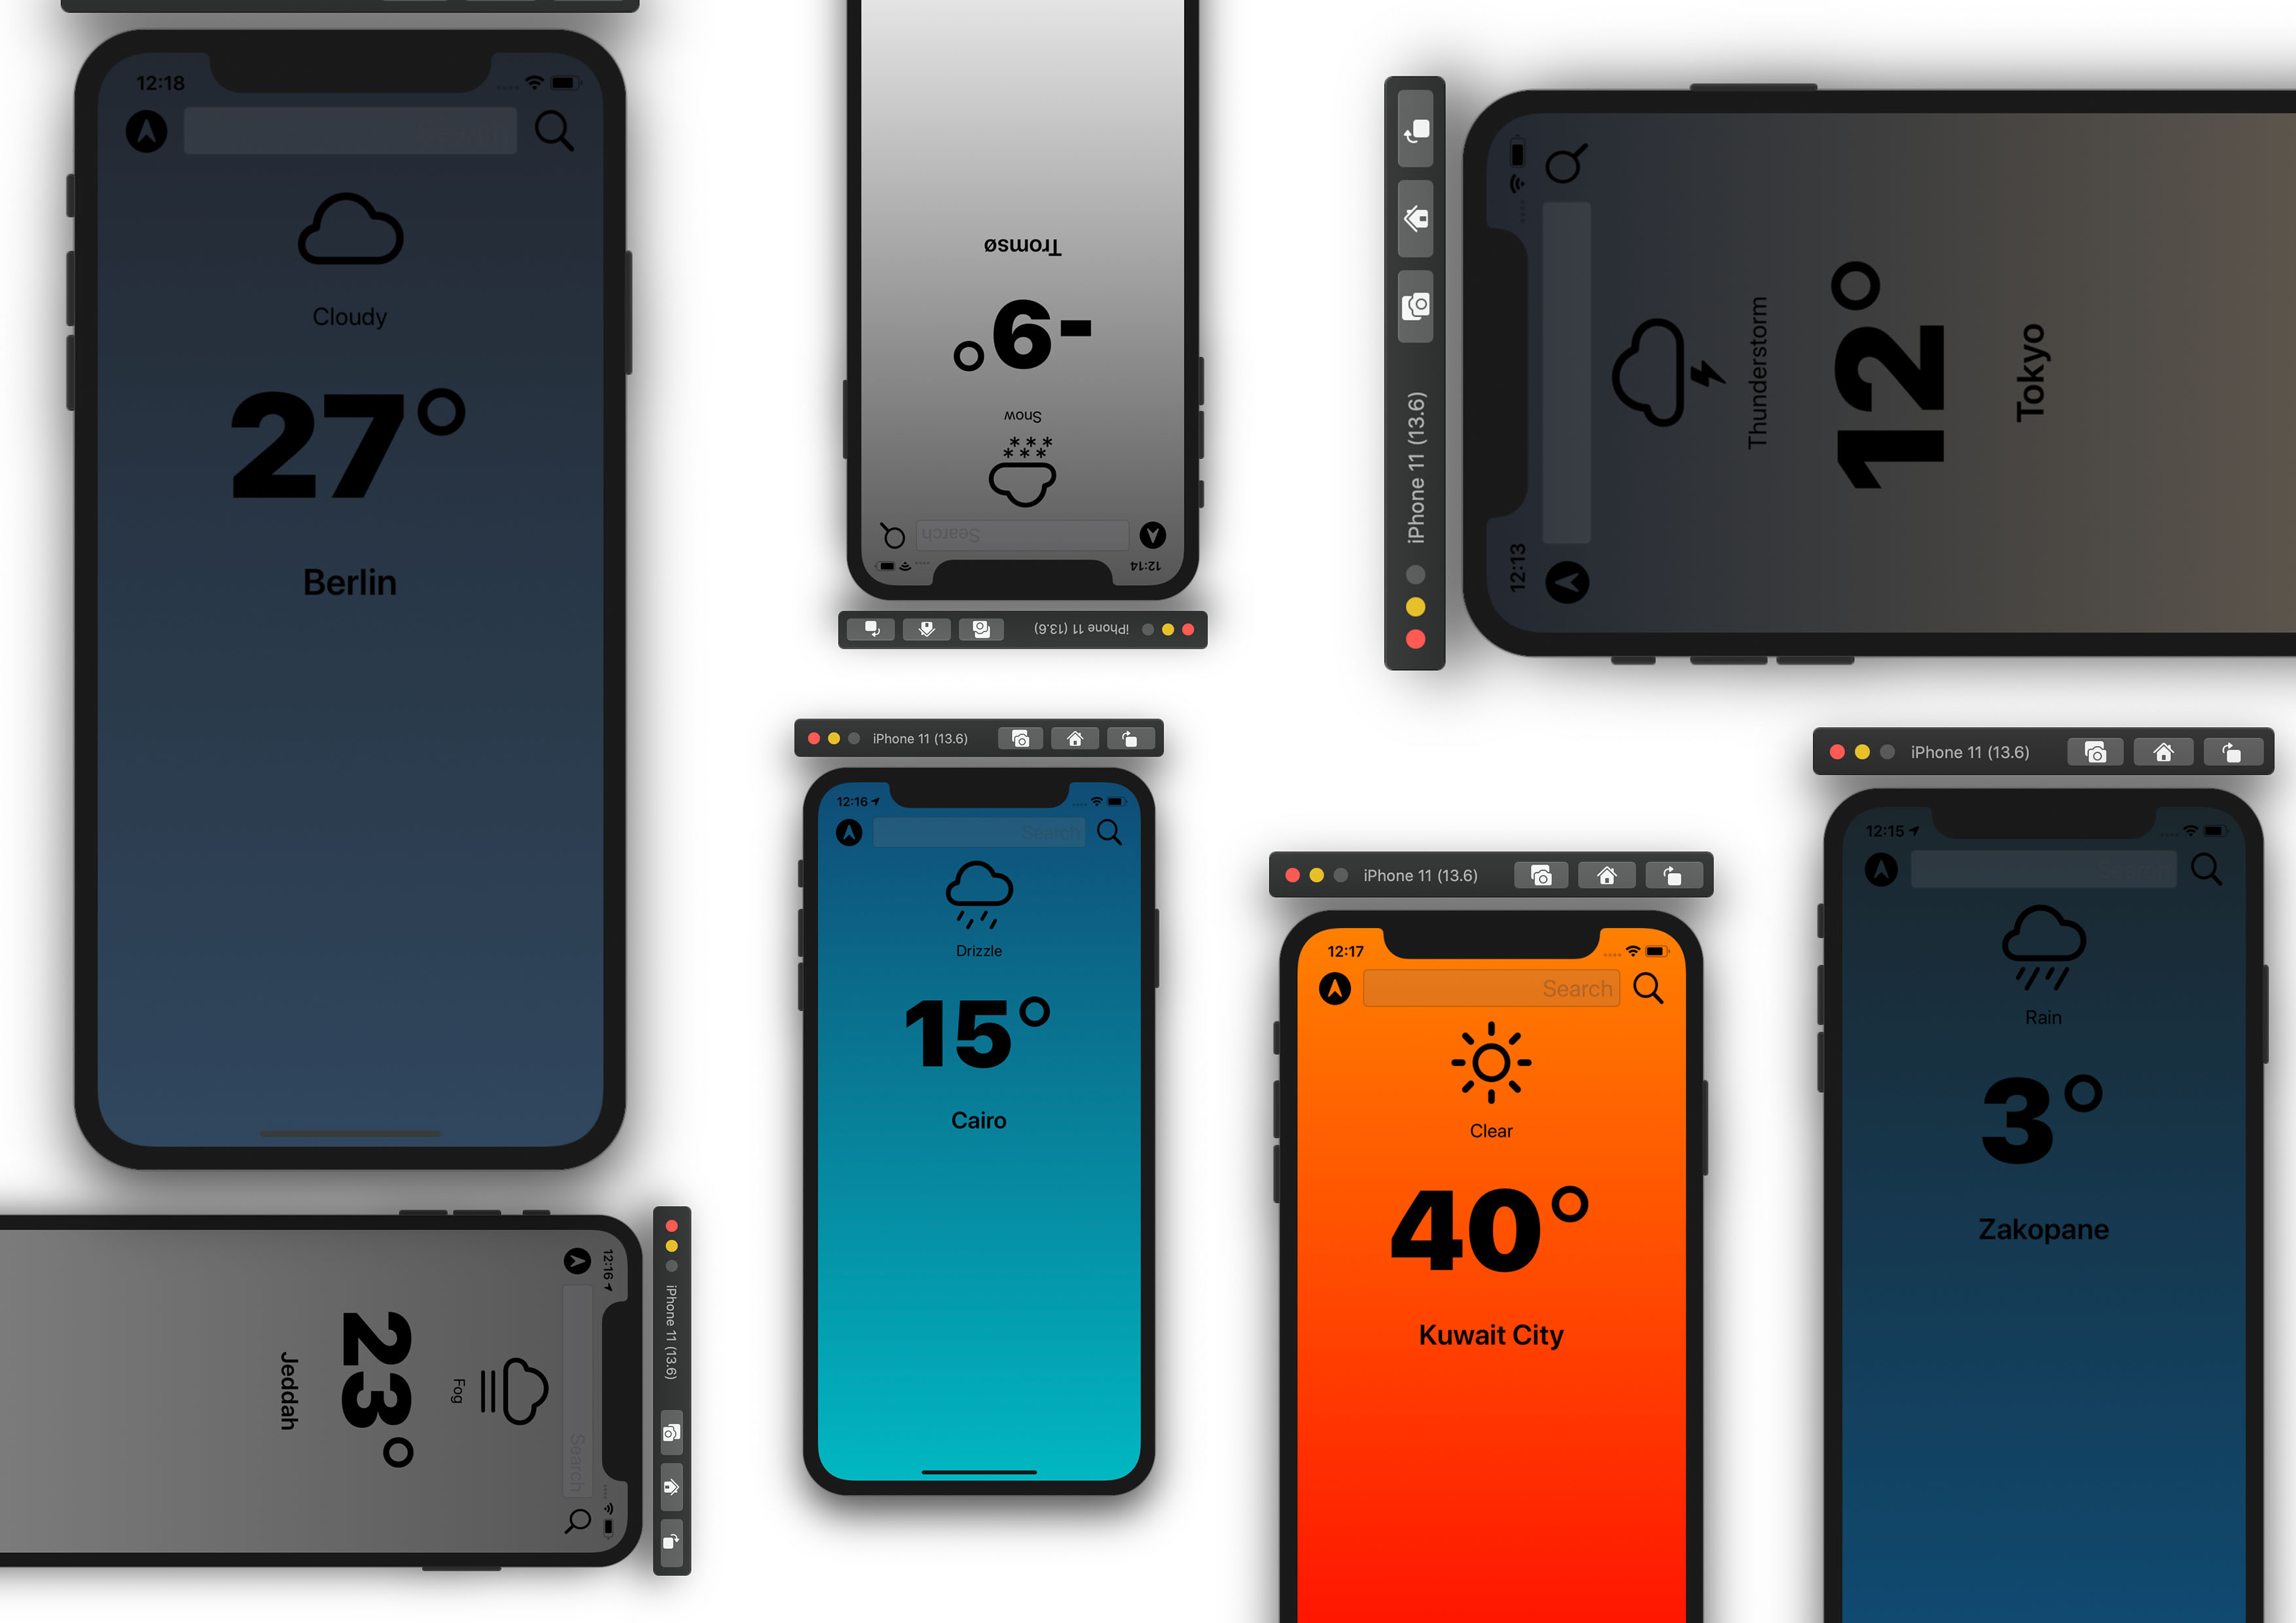 12:18
Search
Cloudy
27°
Berlin
12:14
Search
Snow
-9°
Tromsø
iPhone 11 (13.6)
iPhone 11 (13.6)
12:13
Thunderstorm
12°
Tokyo
iPhone 11 (13.6)
12:16
Search
Drizzle
15°
Cairo
iPhone 11 (13.6)
12:17
Search
Clear
40°
Kuwait City
iPhone 11 (13.6)
12:15
Rain
3°
Zakopane
iPhone 11 (13.6)
12:16
Search
Fog
23°
Jeddah